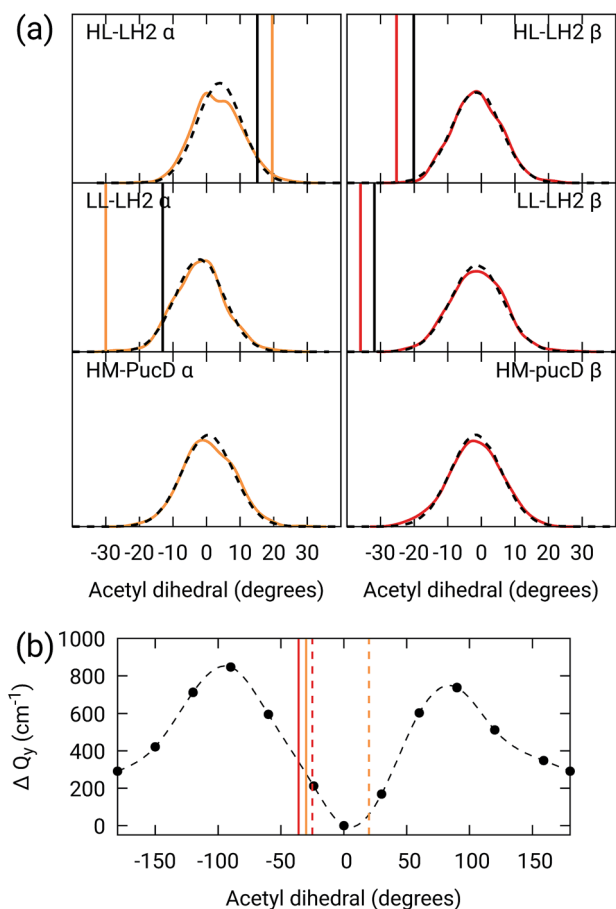 (a)
HL-LH2 α
HL-LH2 β
LL-LH2 α
LL-LH2 β
HM-PucD α
HM-pucD β
-30 -20 -10 0 10 20 30
-30 -20 -10 0 10 20 30
Acetyl dihedral (degrees)
Acetyl dihedral (degrees)
(b)
1000
800
600
400
200
0
Δ Qy (cm⁻¹)
-150 -100 -50 0 50 100 150
Acetyl dihedral (degrees)